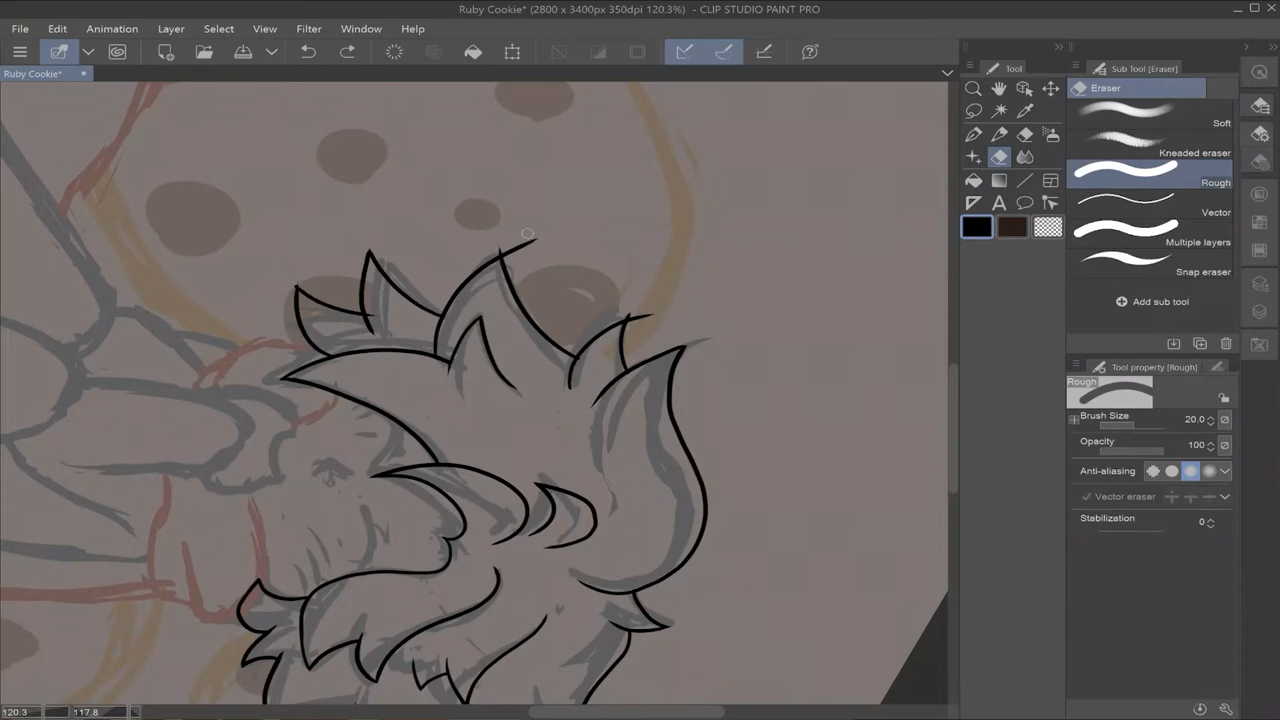 Ruby Cookie* (2800 x 3400px 350dpi 120.3%) - CLIP STUDIO PAINT PRO
File Edit Animation Layer Select View Filter Window Help
Ruby Cookie*
Tool
Sub Tool [Eraser]
Eraser
Soft
Kneaded eraser
Rough
Vector
Multiple layers
Snap eraser
Add sub tool
Tool property [Rough]
Rough
Brush Size 20.0
Opacity 100
Anti-aliasing
Vector eraser
Stabilization 0
120.3 117.8